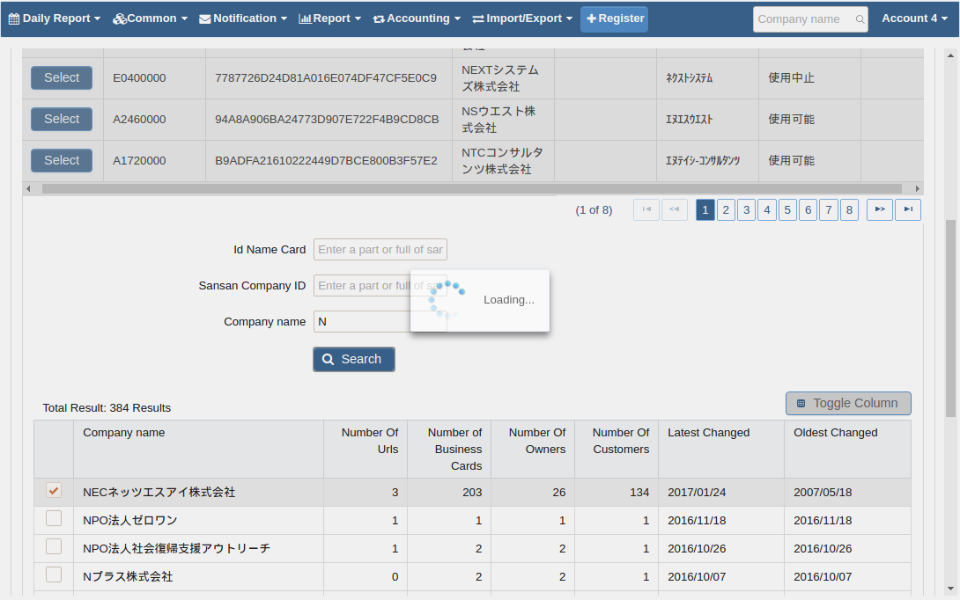 Daily Report Common Notification Report Accounting Import/Export Register Company name Account 4
Select E0400000 7787726D24D81A016E074DF47CF5E0C9 NEXTシステム ﾈｸｽﾄｼｽﾃﾑ 使用中止
ズ株式会社
Select A2460000 94A8A906BA24773D907E722F4B9CD8CB NSウエスト株 ｴﾇｴｽｳｴｽﾄ 使用可能
式会社
Select A1720000 B9ADFA21610222449D7BCE800B3F57E2 NTCコンサルタ ｴﾇﾃｲｼｰｺﾝｻﾙﾀﾝﾂ 使用可能
ンツ株式会社
(1 of 8) 1 2 3 4 5 6 7 8
Id Name Card Enter a part or full of sar
Sansan Company ID Enter a part or full of
Loading...
Company name N
Search
Toggle Column
Total Result: 384 Results
Company name Number Of Number of Number Of Number Of Latest Changed Oldest Changed
Urls Business Owners Customers
Cards
NECネッツエスアイ株式会社 3 203 26 134 2017/01/24 2007/05/18
NPO法人ゼロワン 1 1 1 1 2016/11/18 2016/11/18
NPO法人社会復帰支援アウトリーチ 1 2 2 1 2016/10/26 2016/10/26
Nプラス株式会社 0 2 2 1 2016/10/07 2016/10/07